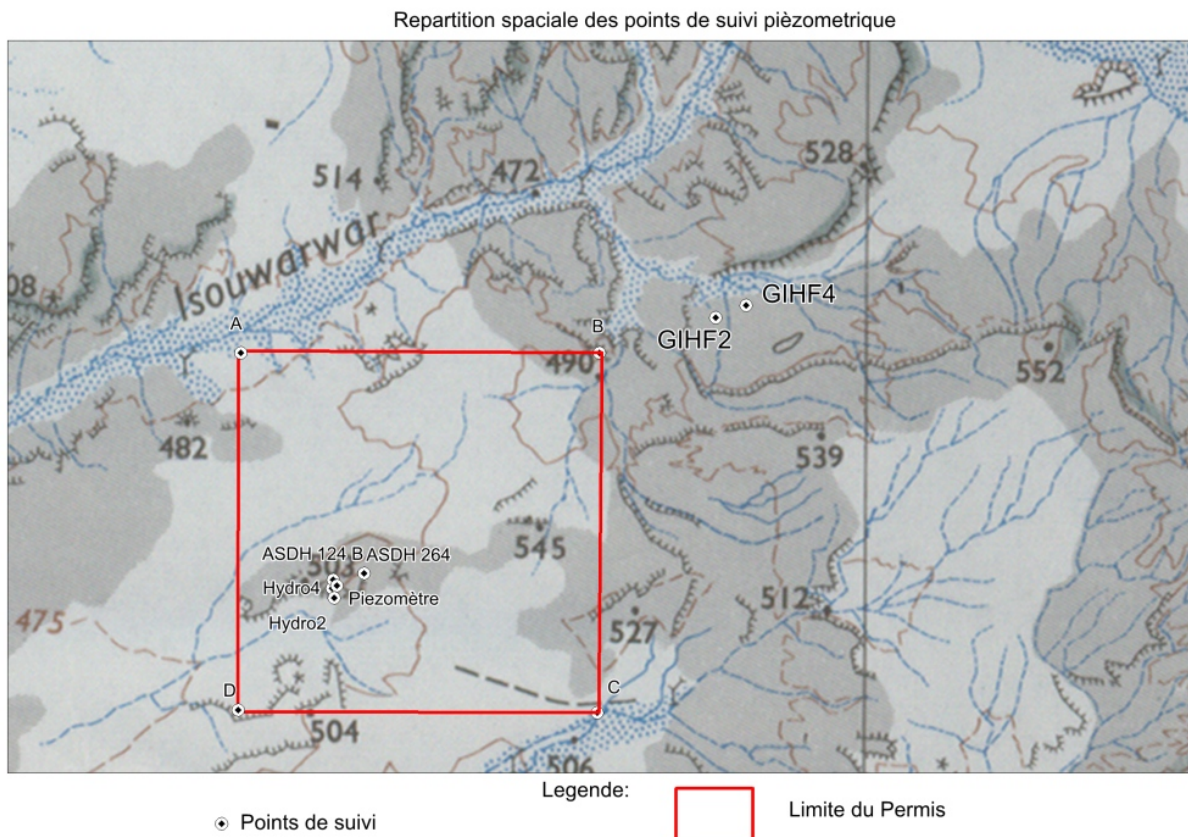 Repartition spaciale des points de suivi pièzometrique
514
472
528
Isouwarwar
08
GIHF4
GIHF2
A
B
490
552
482
539
545
ASDH 124 B ASDH 264
Hydro4
Piezomètre
Hydro2
475
512
527
D
C
504
506
Legende:
Points de suivi
Limite du Permis